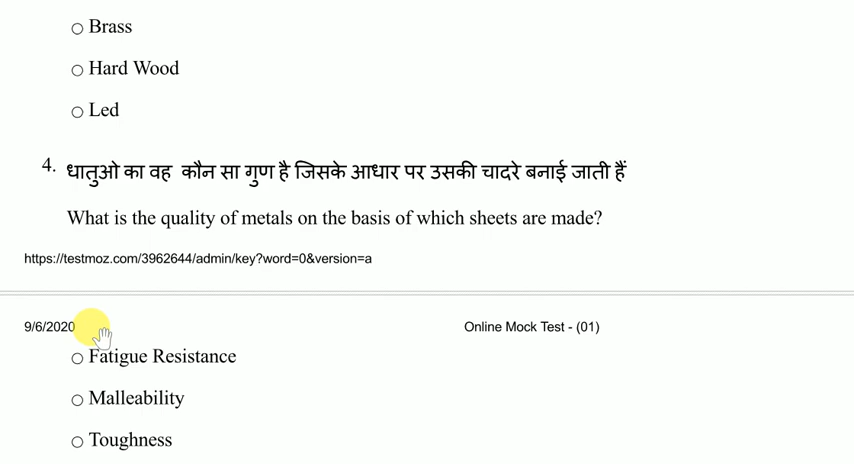 Brass
Hard Wood
Led
4. धातुओ का वह कौन सा गुण है जिसके आधार पर उसकी चादरे बनाई जाती हैं
What is the quality of metals on the basis of which sheets are made?
https://testmoz.com/3962644/admin/key?word=0&version=a
9/6/2020 Online Mock Test - (01)
Fatigue Resistance
Malleability
Toughness